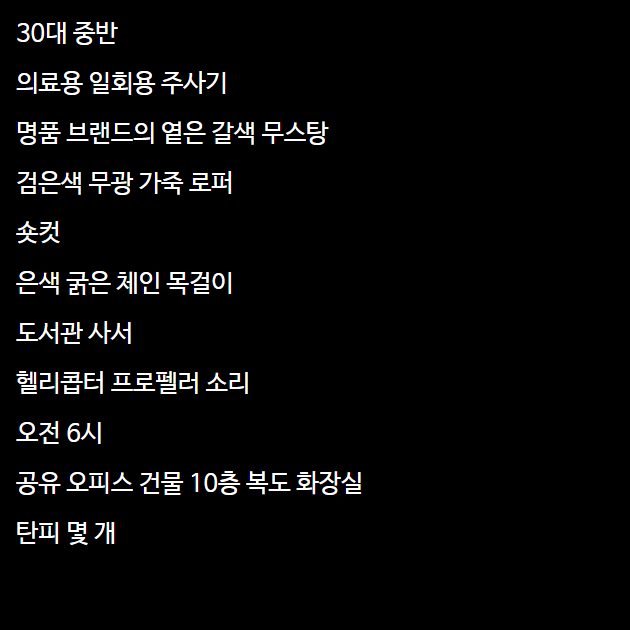 30대 중반
의료용 일회용 주사기
명품 브랜드의 옅은 갈색 무스탕
검은색 무광 가죽 로퍼
숏컷
은색 굵은 체인 목걸이
도서관 사서
헬리콥터 프로펠러 소리
오전 6시
공유 오피스 건물 10층 복도 화장실
탄피 몇 개